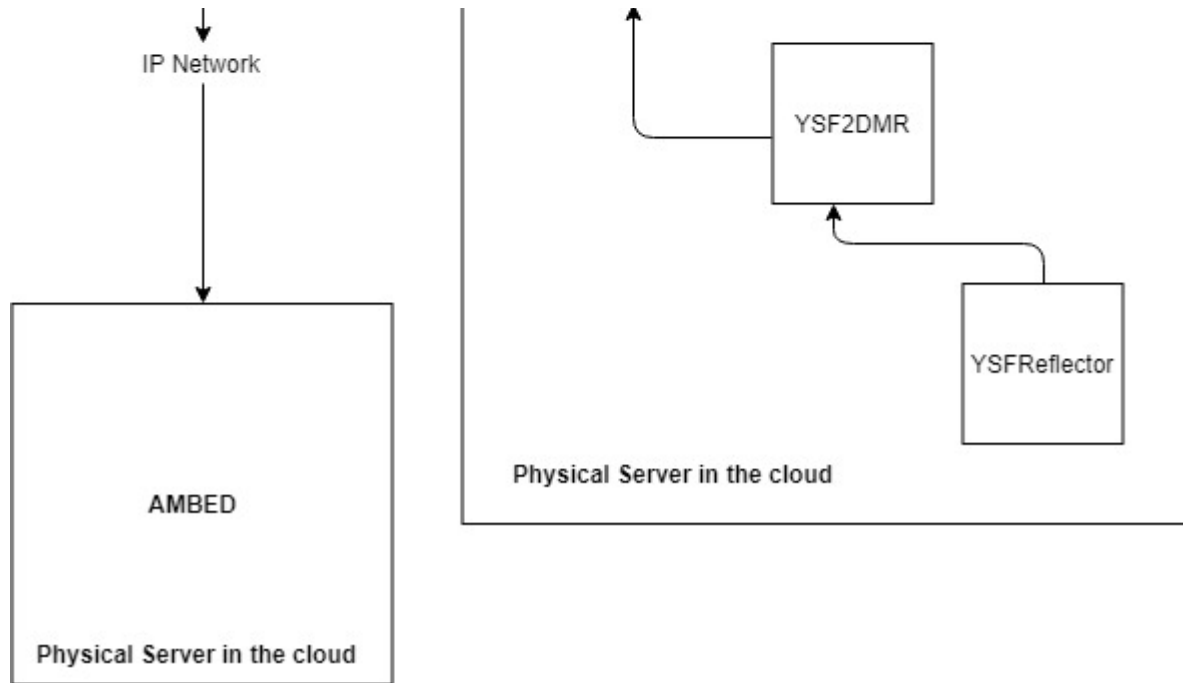 IP Network
YSF2DMR
YSFReflector
Physical Server in the cloud
AMBED
Physical Server in the cloud